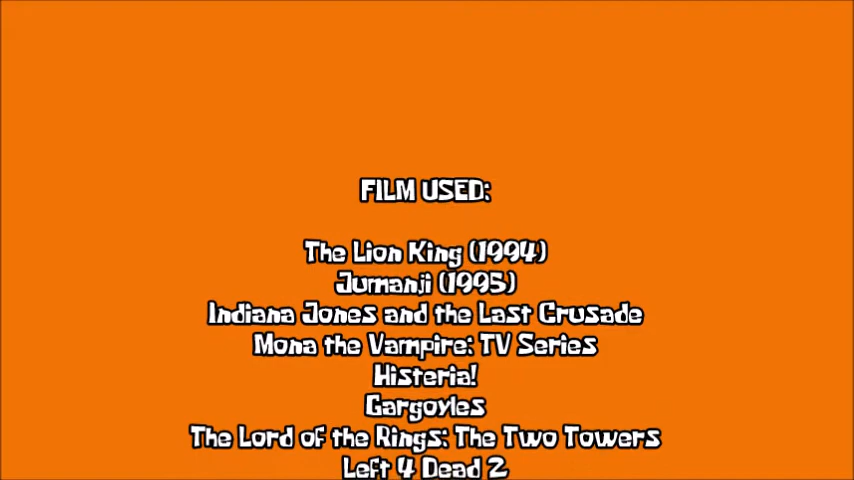 FILM USED:
The Lion King (1994)
Jumanji (1995)
Indiana Jones and the Last Crusade
Mona the Vampire: TV Series
Histeria!
Gargoyles
The Lord of the Rings: The Two Towers
Left 4 Dead 2